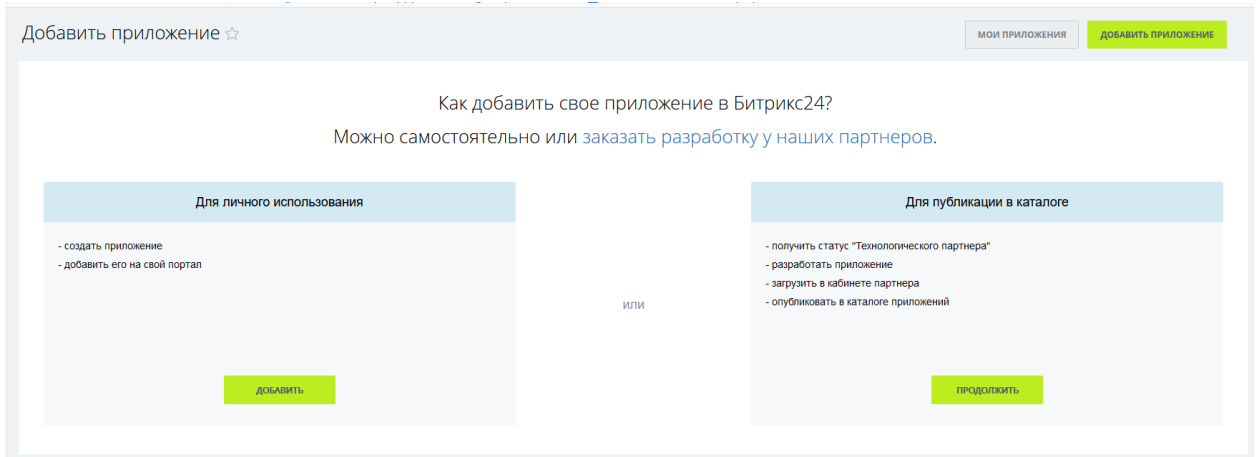 Добавить приложение
МОИ ПРИЛОЖЕНИЯ
ДОБАВИТЬ ПРИЛОЖЕНИЕ
Как добавить свое приложение в Битрикс24?
Можно самостоятельно или заказать разработку у наших партнеров.
Для личного использования
- создать приложение
- добавить его на свой портал
ДОБАВИТЬ
или
Для публикации в каталоге
- получить статус "Технологического партнера"
- разработать приложение
- загрузить в кабинете партнера
- опубликовать в каталоге приложений
ПРОДОЛЖИТЬ